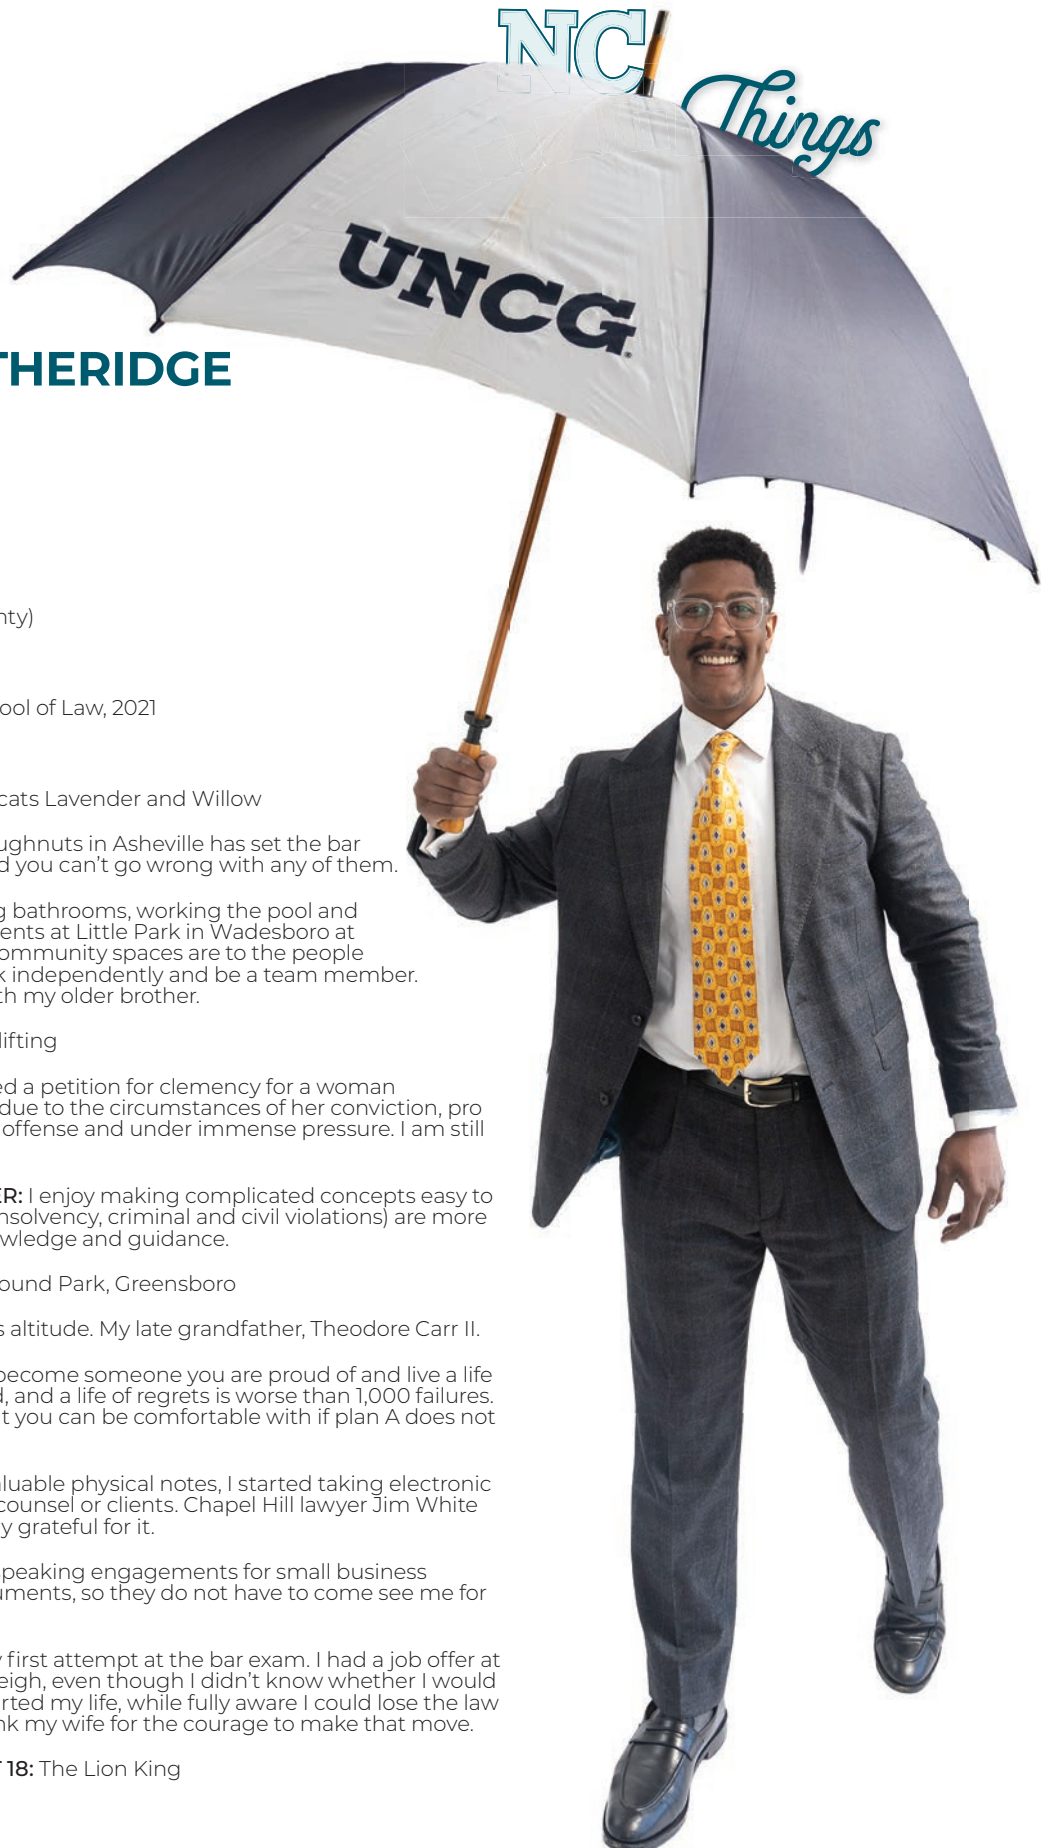 NC
Things
UNCG
THERIDGE
nty)
ool of Law, 2021
cats Lavender and Willow
ughnuts in Asheville has set the bar
d you can't go wrong with any of them.
g bathrooms, working the pool and
ents at Little Park in Wadesboro at
ommunity spaces are to the people
k independently and be a team member.
th my older brother.
lifting
ed a petition for clemency for a woman
due to the circumstances of her conviction, pro
offense and under immense pressure. I am still
ER: I enjoy making complicated concepts easy to
nsolvency, criminal and civil violations) are more
wledge and guidance.
ound Park, Greensboro
s altitude. My late grandfather, Theodore Carr II.
become someone you are proud of and live a life
d, and a life of regrets is worse than 1,000 failures.
t you can be comfortable with if plan A does not
aluable physical notes, I started taking electronic
counsel or clients. Chapel Hill lawyer Jim White
y grateful for it.
speaking engagements for small business
uments, so they do not have to come see me for
y first attempt at the bar exam. I had a job offer at
eigh, even though I didn't know whether I would
arted my life, while fully aware I could lose the law
nk my wife for the courage to make that move.
T 18: The Lion King